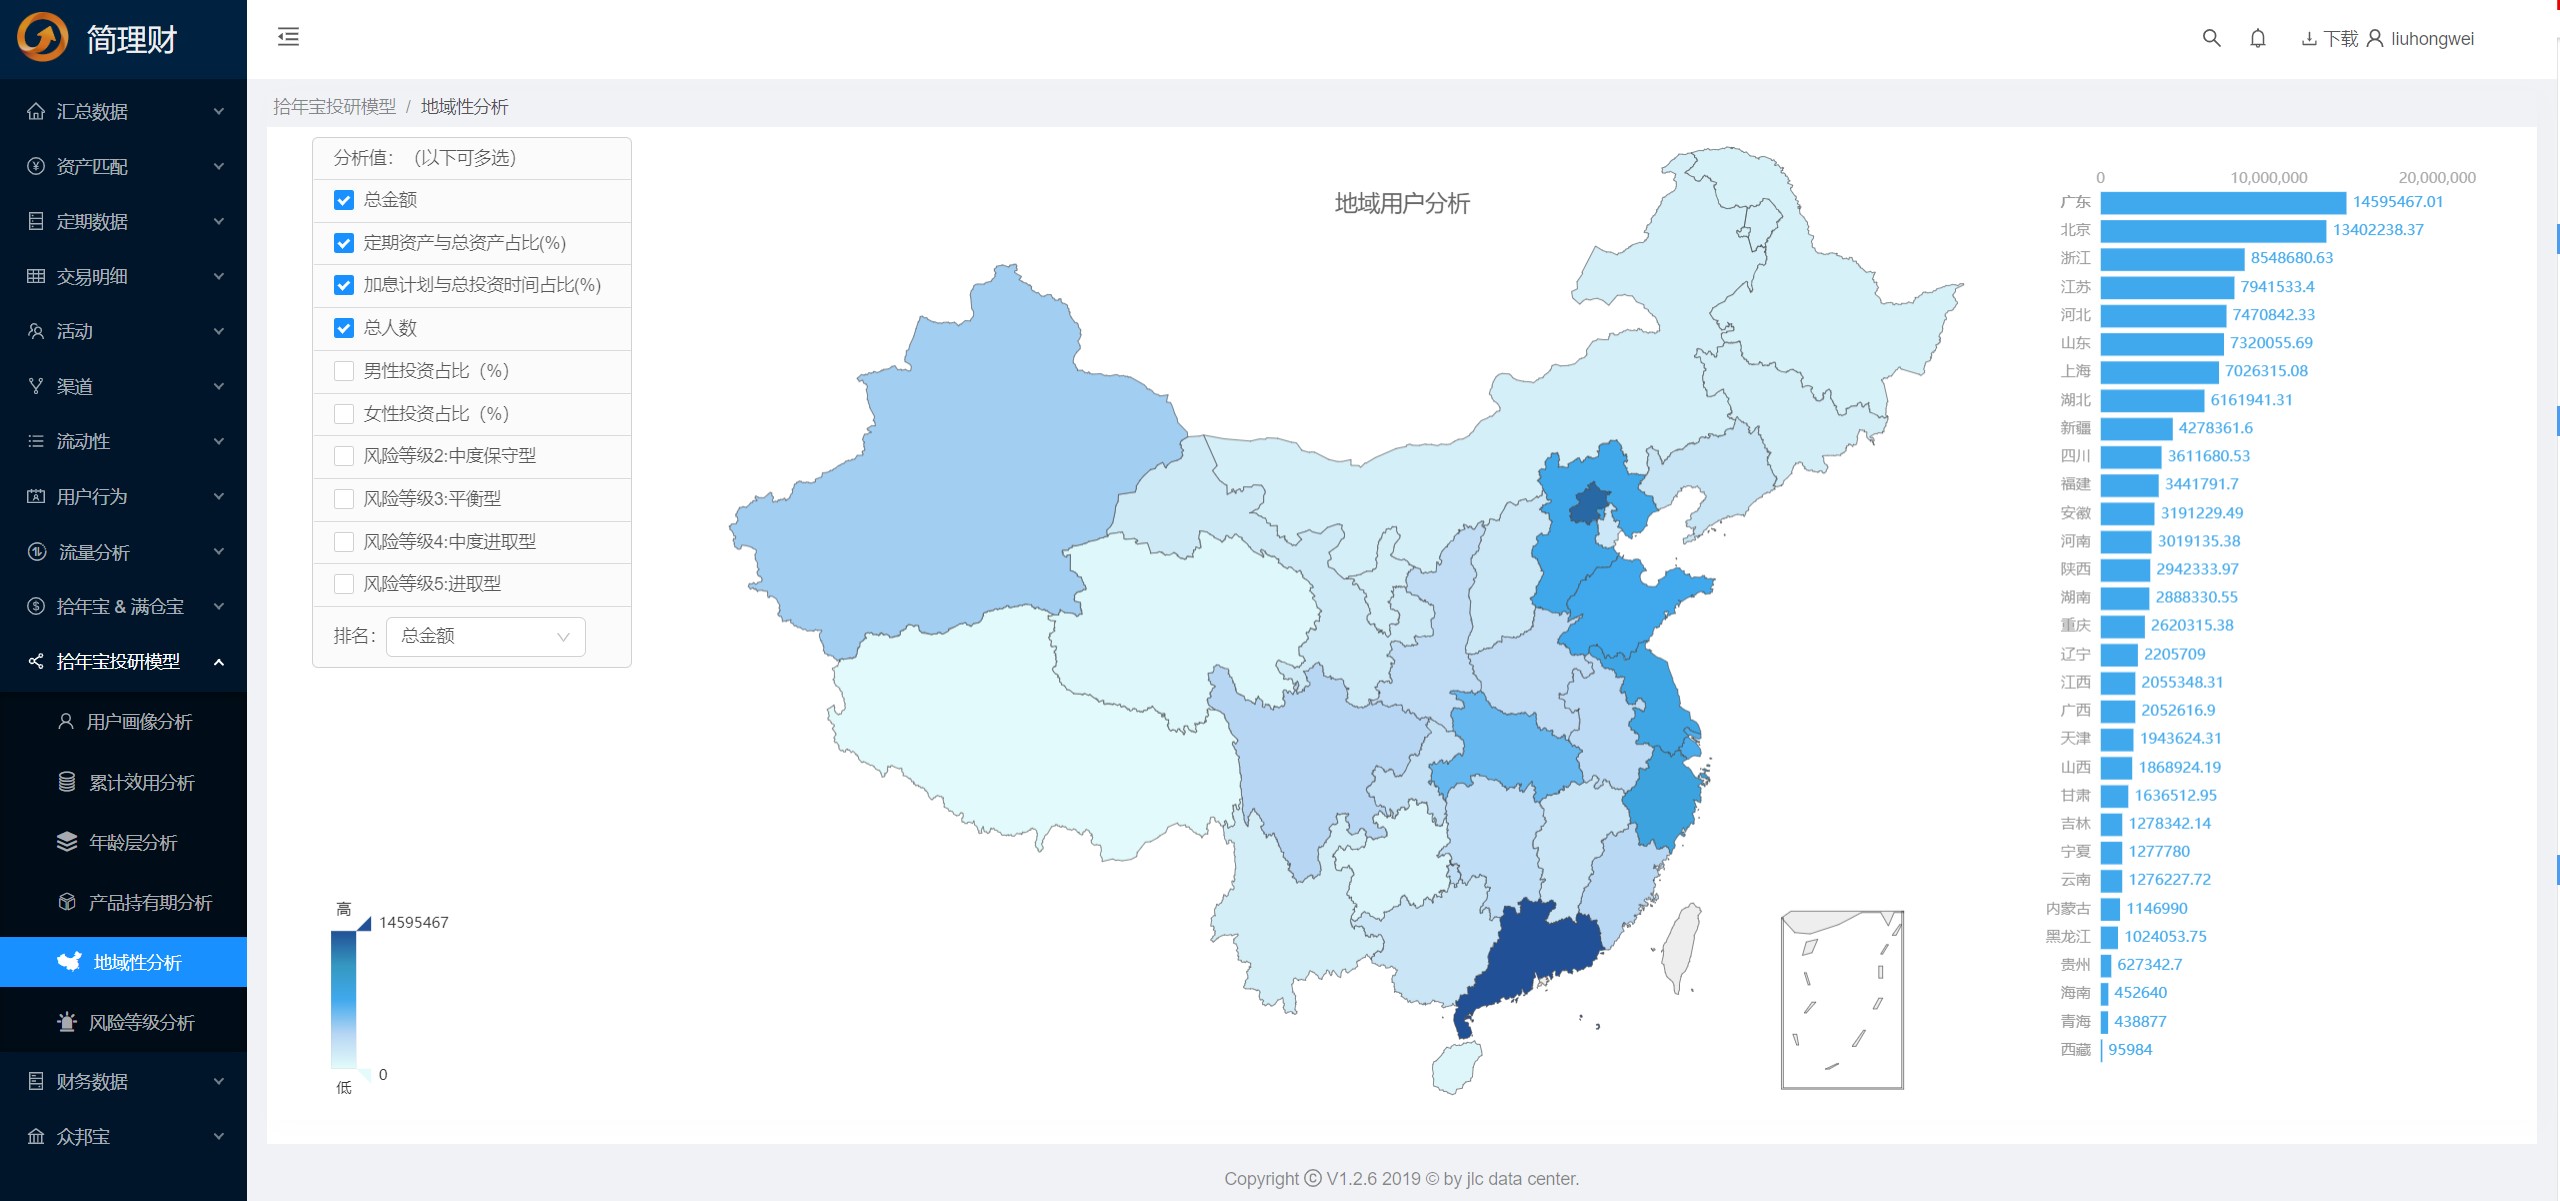 简理财
下载 liuhongwei
汇总数据
资产匹配
定期数据
交易明细
活动
渠道
流动性
用户行为
流量分析
拾年宝 & 满仓宝
拾年宝投研模型
用户画像分析
累计效用分析
年龄层分析
产品持有期分析
地域性分析
风险等级分析
财务数据
众邦宝
拾年宝投研模型 / 地域性分析
分析值：（以下可多选）
总金额
定期资产与总资产占比(%)
加息计划与总投资时间占比(%)
总人数
男性投资占比（%）
女性投资占比（%）
风险等级2:中度保守型
风险等级3:平衡型
风险等级4:中度进取型
风险等级5:进取型
排名： 总金额
地域用户分析
高
14595467
0
低
0 10,000,000 20,000,000
广东 14595467.01
北京 13402238.37
浙江 8548680.63
江苏 7941533.4
河北 7470842.33
山东 7320055.69
上海 7026315.08
湖北 6161941.31
新疆 4278361.6
四川 3611680.53
福建 3441791.7
安徽 3191229.49
河南 3019135.38
陕西 2942333.97
湖南 2888330.55
重庆 2620315.38
辽宁 2205709
江西 2055348.31
广西 2052616.9
天津 1943624.31
山西 1868924.19
甘肃 1636512.95
吉林 1278342.14
宁夏 1277780
云南 1276227.72
内蒙古 1146990
黑龙江 1024053.75
贵州 627342.7
海南 452640
青海 438877
西藏 95984
Copyright © V1.2.6 2019 © by jlc data center.